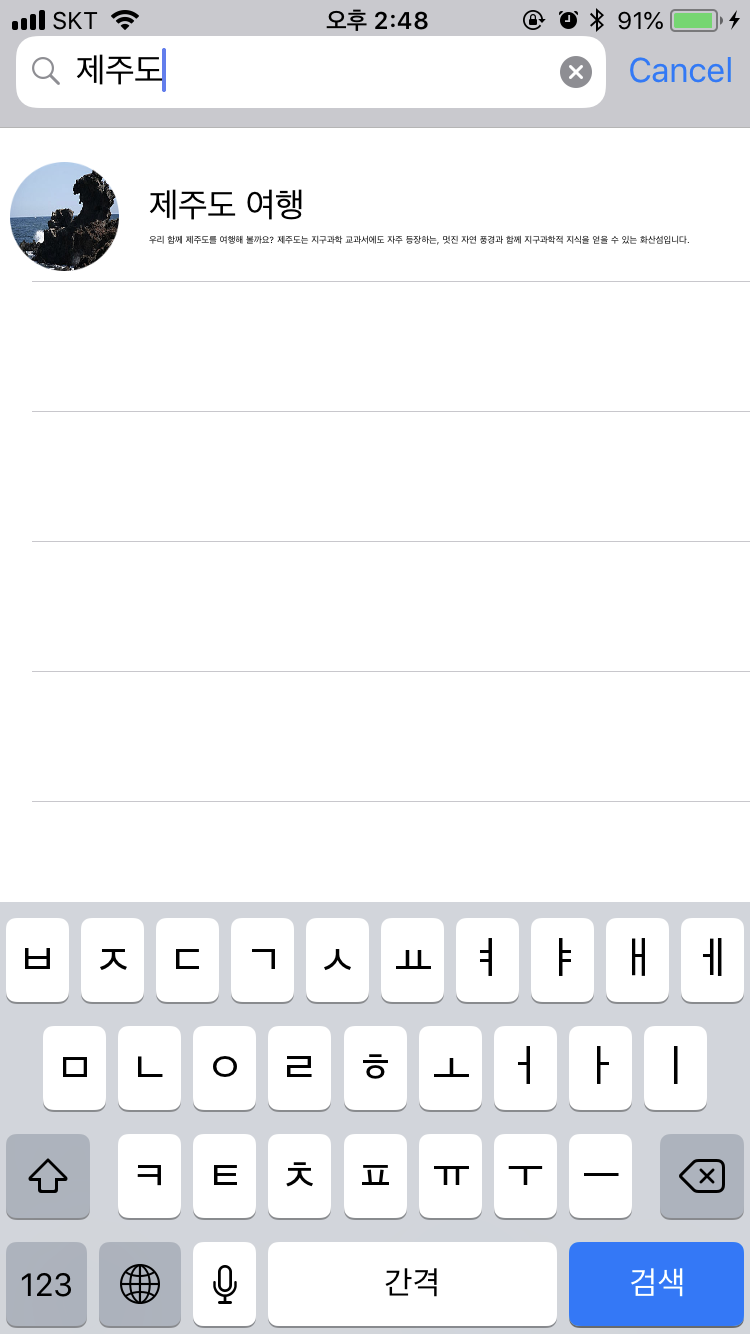 SKT 오후 2:48 91%
제주도 Cancel
제주도 여행
우리 함께 제주도를 여행해 볼까요? 제주도는 지구과학 교과서에도 자주 등장하는, 멋진 자연 풍경과 함께 지구과학적 지식을 얻을 수 있는 화산섬입니다.
ㅂ ㅈ ㄷ ㄱ ㅅ ㅛ ㅕ ㅑ ㅐ ㅔ
ㅁ ㄴ ㅇ ㄹ ㅎ ㅗ ㅓ ㅏ ㅣ
ㅋ ㅌ ㅊ ㅍ ㅠ ㅜ ㅡ
123 간격 검색